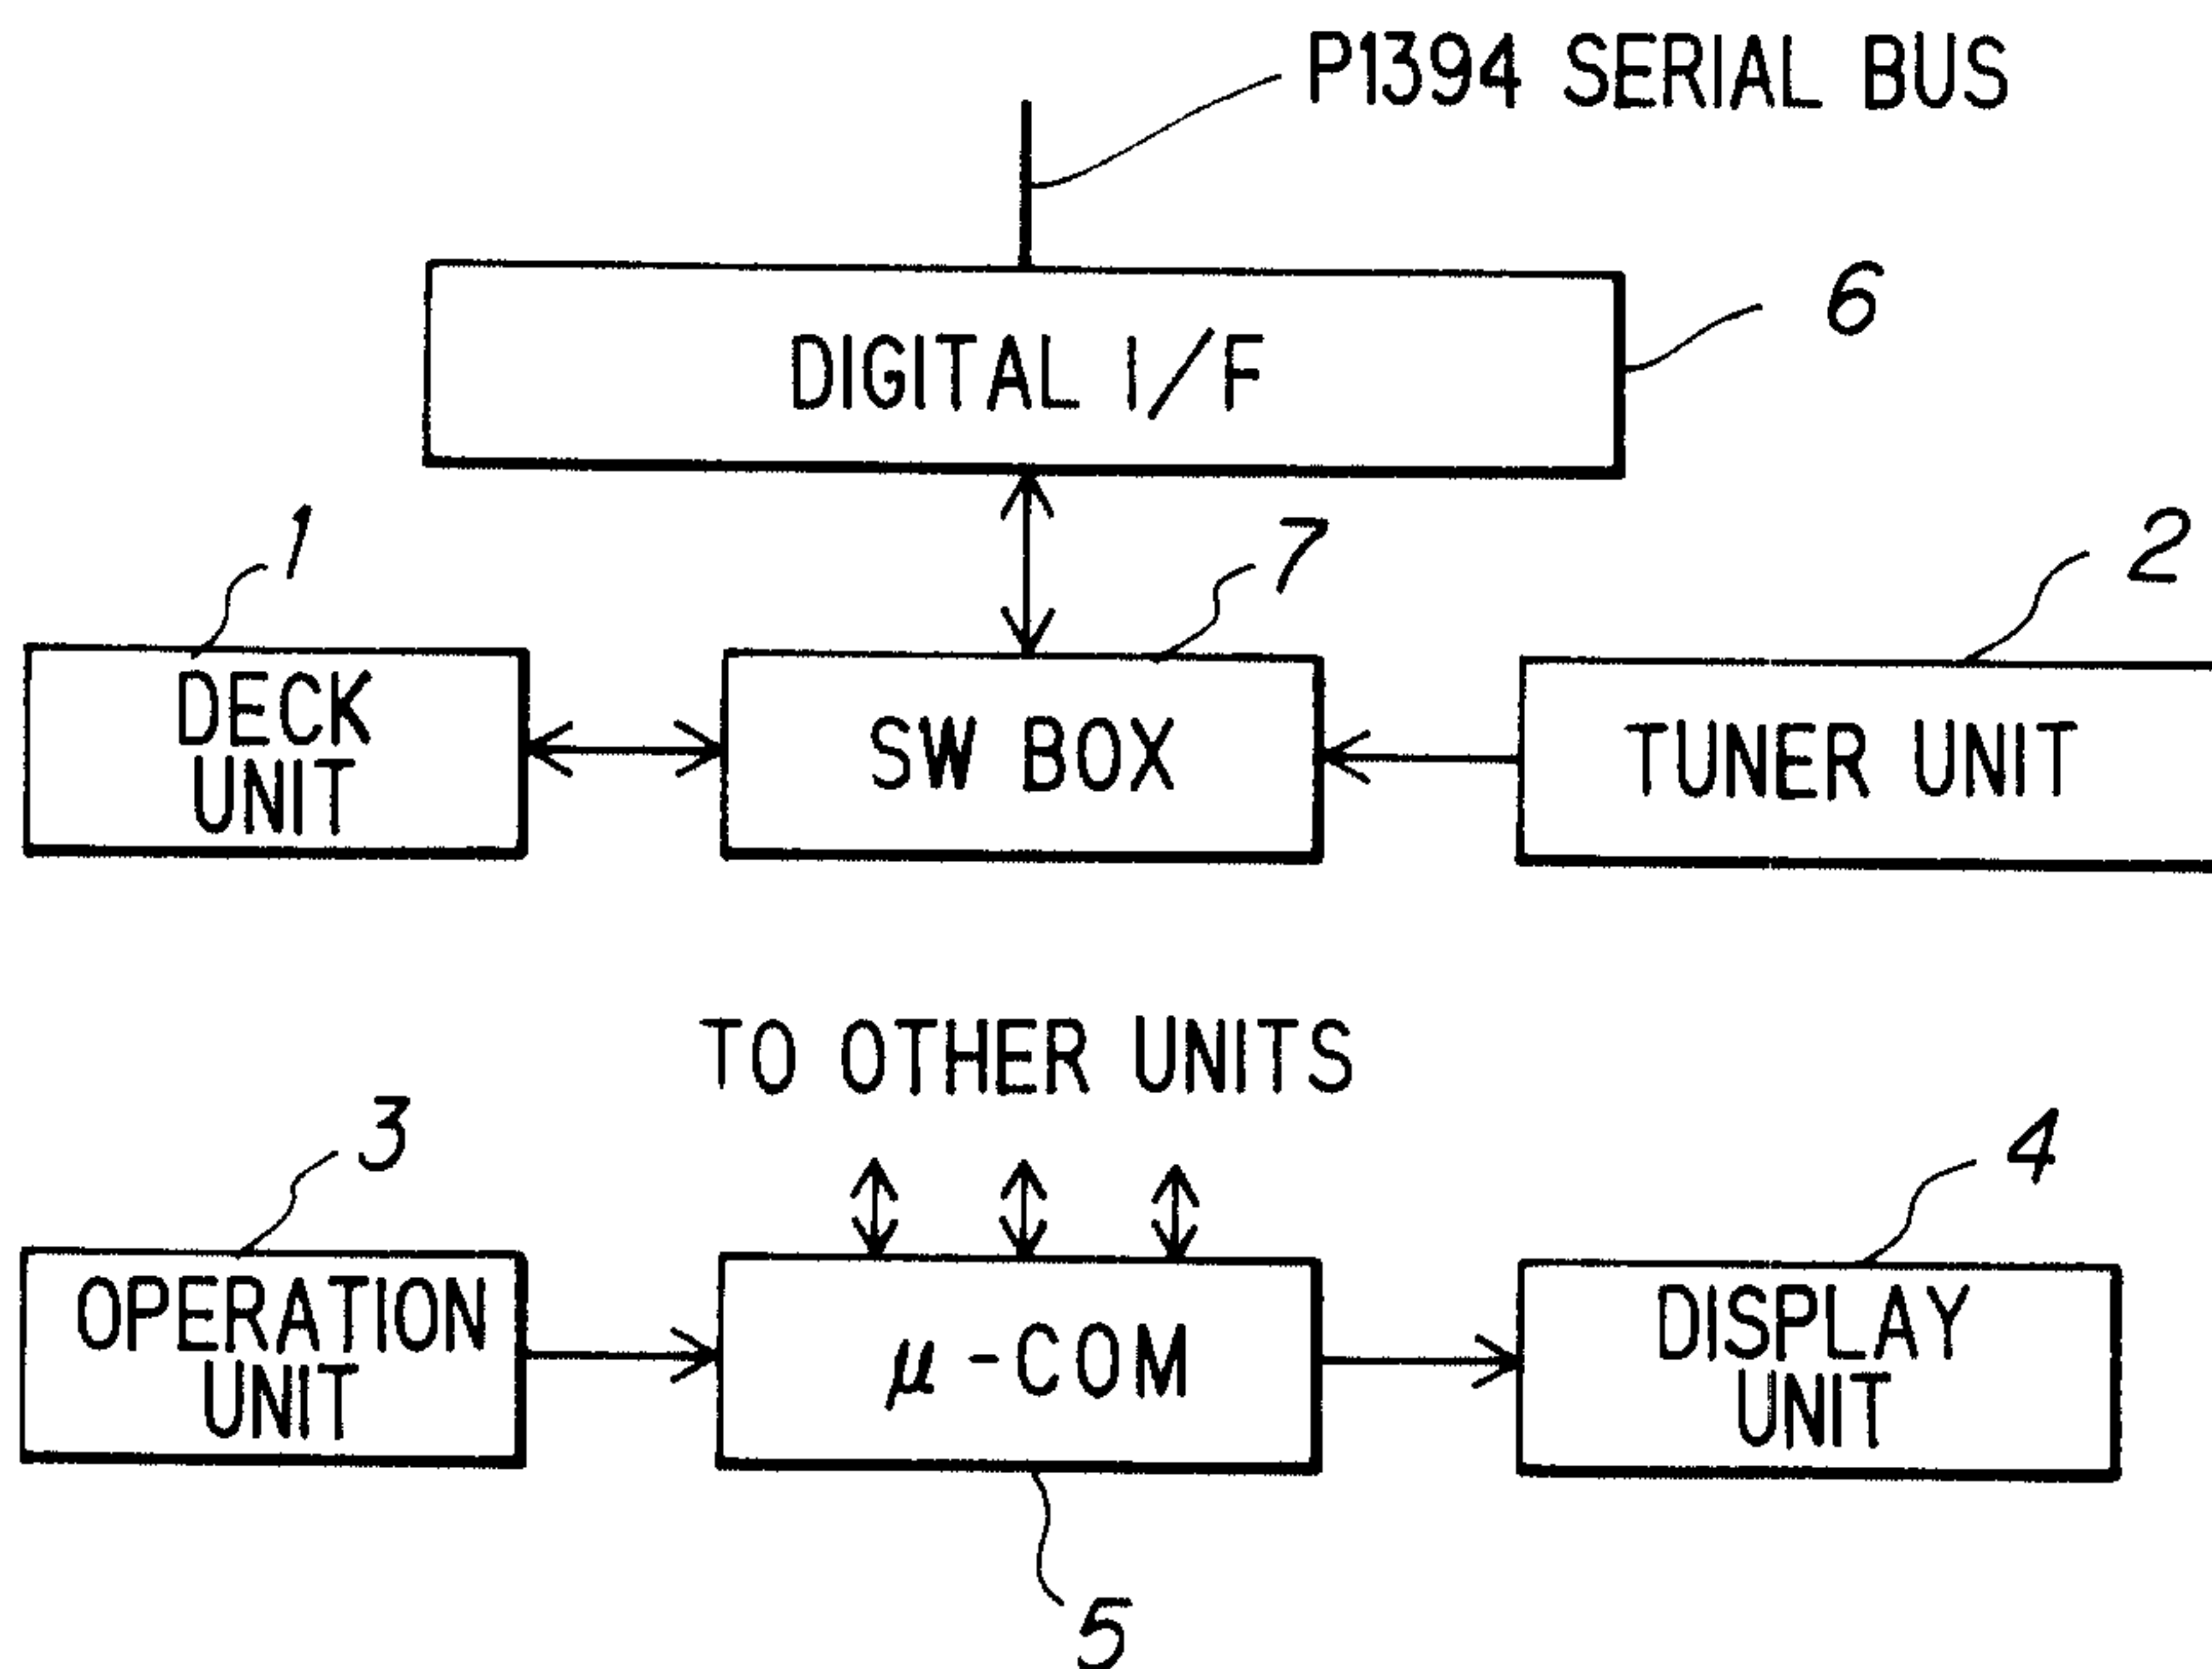 P1394 SERIAL BUS
6
DIGITAL I/F
1
7
2
DECK
UNIT
SW BOX
TUNER UNIT
TO OTHER UNITS
3
4
OPERATION
UNIT
μ-COM
DISPLAY
UNIT
5